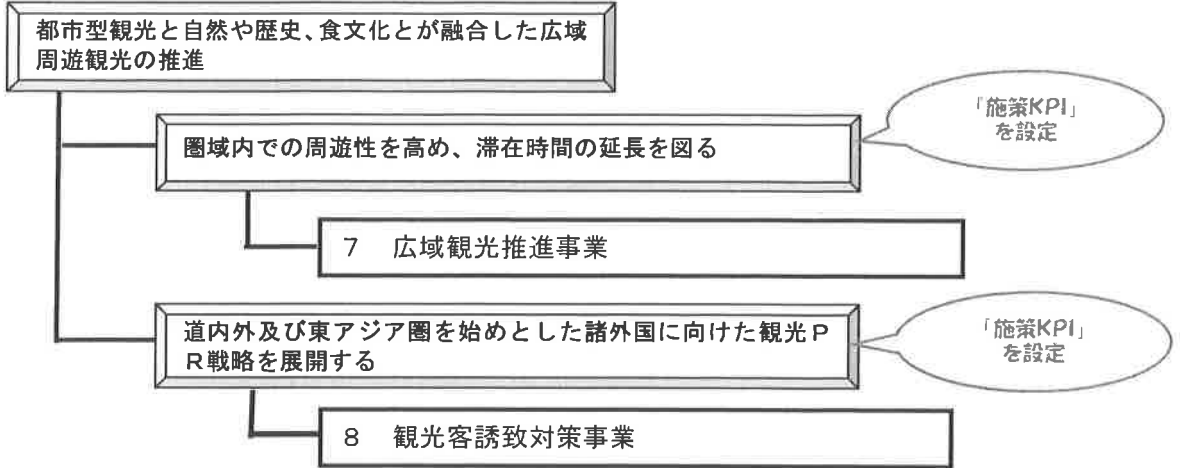 都市型観光と自然や歴史、食文化とが融合した広域
周遊観光の推進
「施策KPI」
を設定
圏域内での周遊性を高め、滞在時間の延長を図る
7 広域観光推進事業
道内外及び東アジア圏を始めとした諸外国に向けた観光P
R戦略を展開する
「施策KPI」
を設定
8 観光客誘致対策事業